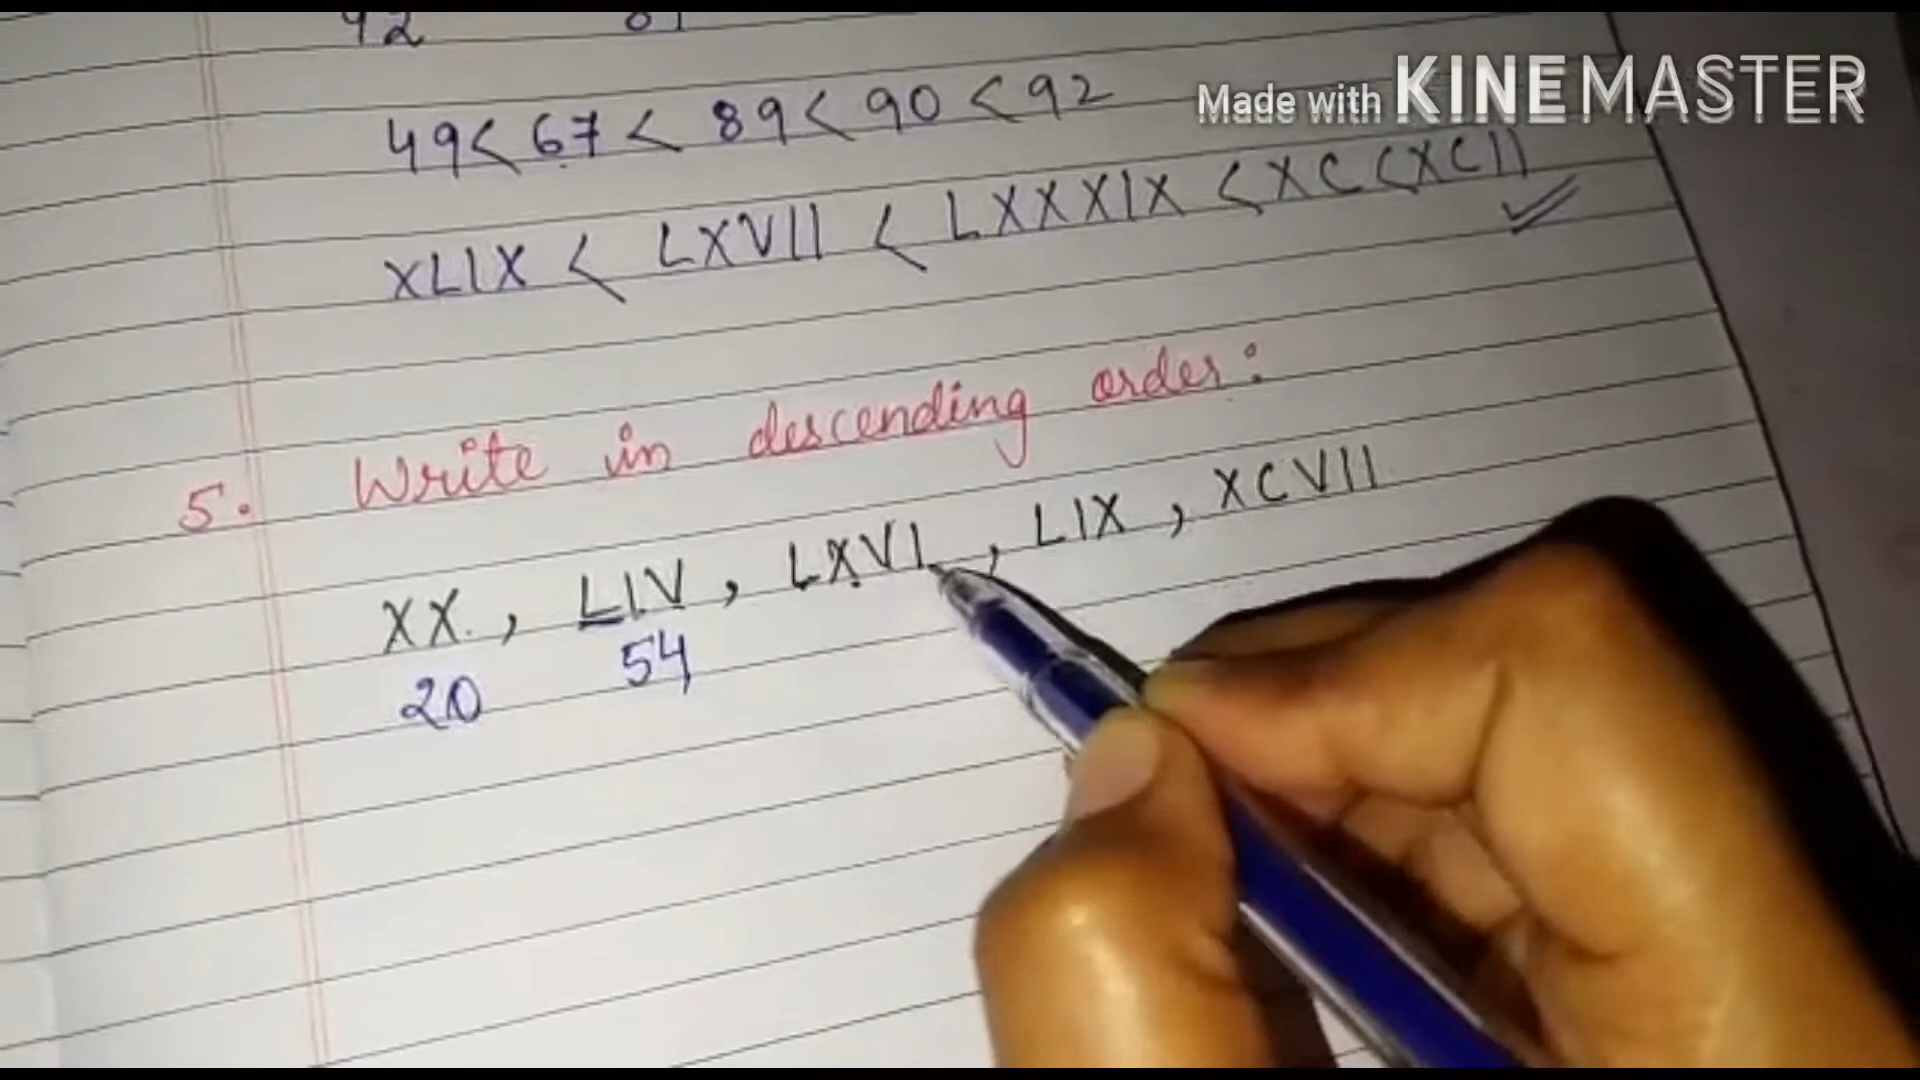 92
Made with KINEMASTER
49 < 67 < 89 < 90 < 92
XLIX < LXVII < LXXXIX < XC < XCII
5. Write in descending order:
XX, LIV, LXVI, LIX, XCVII
20 54